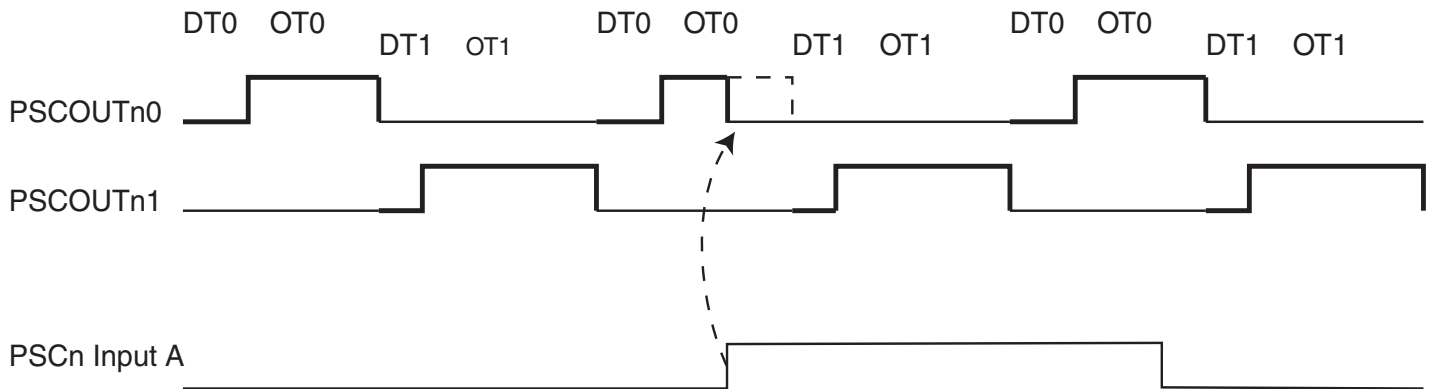 DT0 OT0 DT0 OT0 DT0 OT0
DT1 OT1 DT1 OT1 DT1 OT1
PSCOUTn0
PSCOUTn1
PSCn Input A